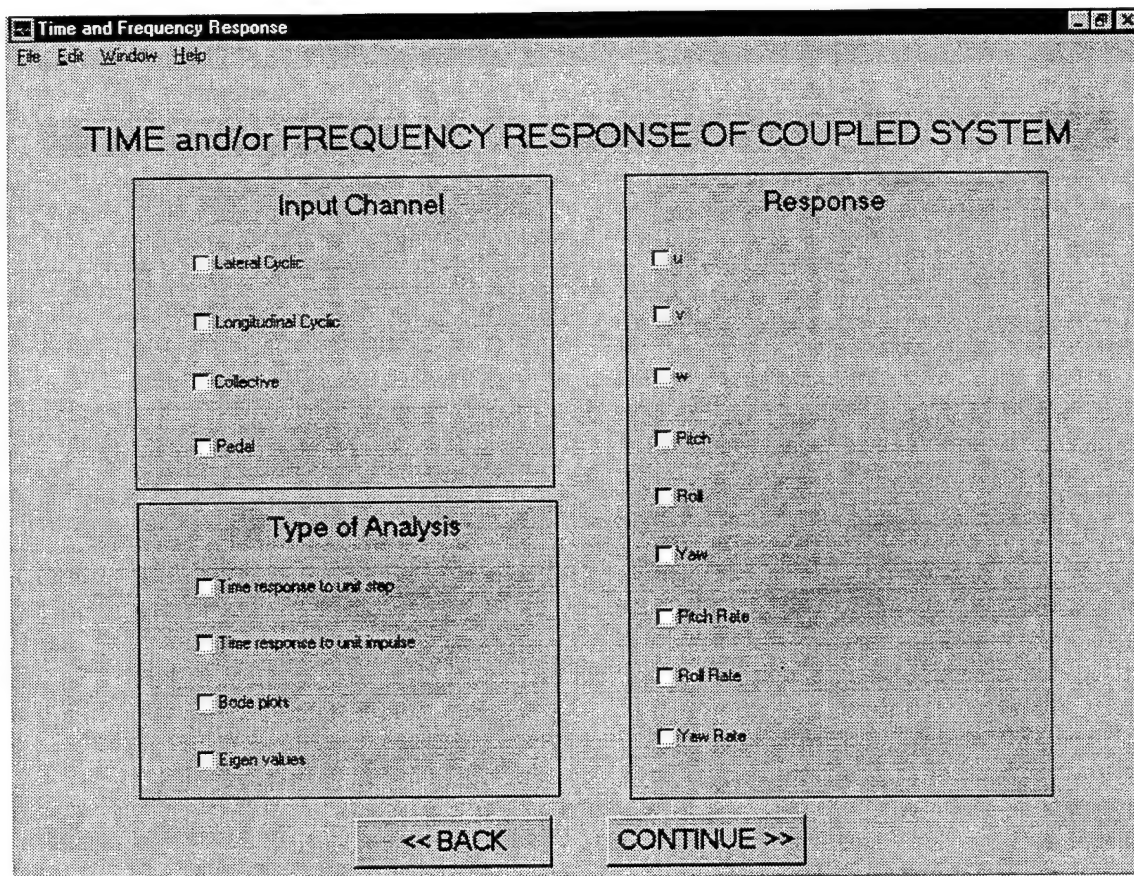 Time and Frequency Response
File Edit Window Help
TIME and/or FREQUENCY RESPONSE OF COUPLED SYSTEM
Input Channel
Lateral Cyclic
Longitudinal Cyclic
Collective
Pedal
Type of Analysis
Time response to unit step
Time response to unit impulse
Bode plots
Eigen values
Response
u
v
w
Pitch
Roll
Yaw
Pitch Rate
Roll Rate
Yaw Rate
<< BACK
CONTINUE >>